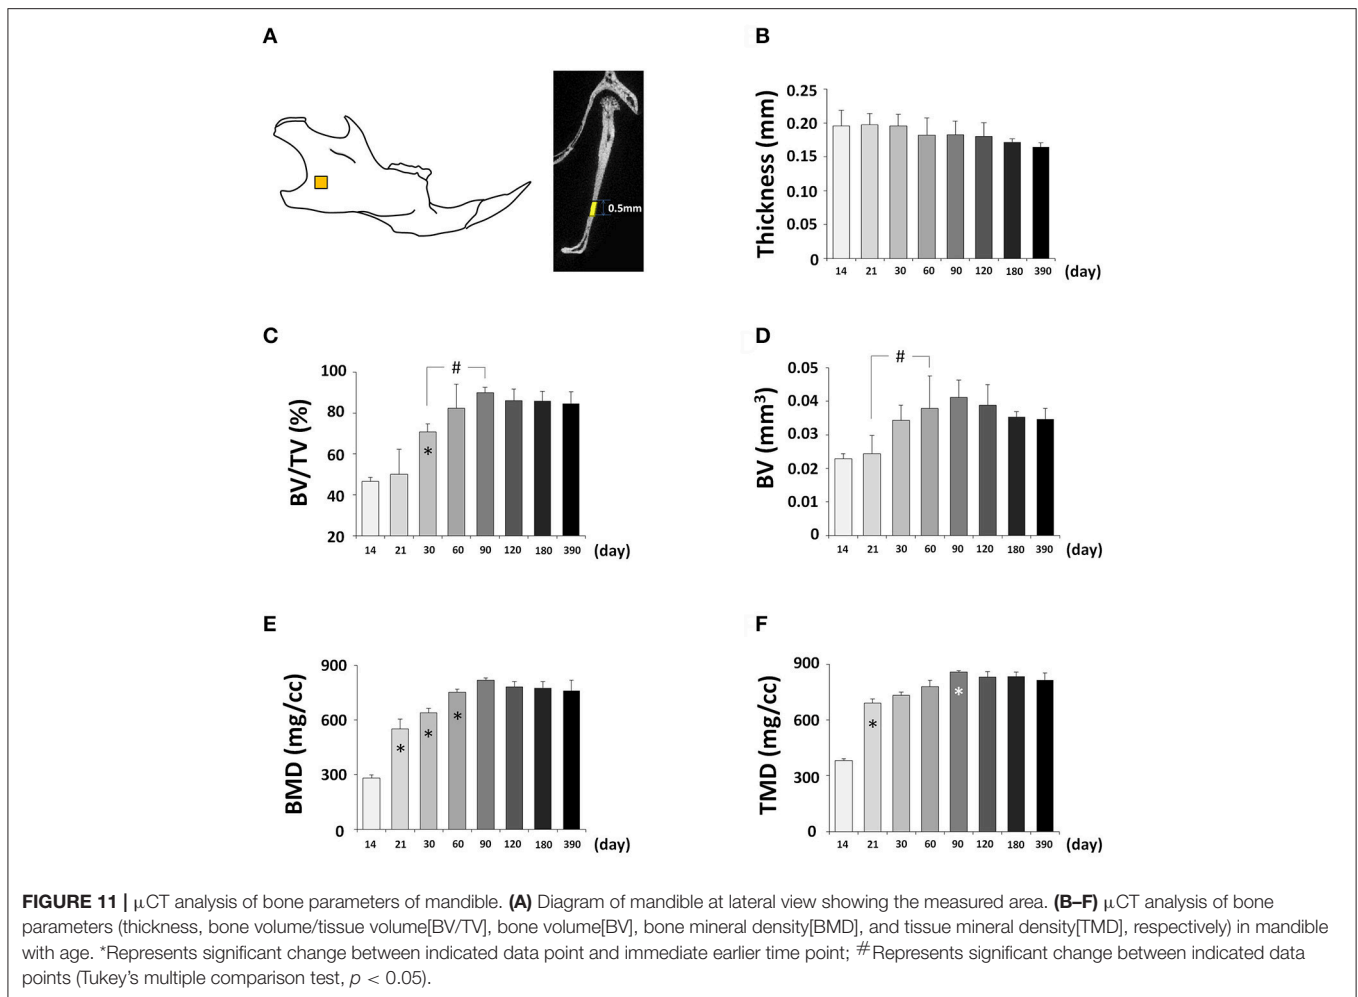 A
0.5mm
B
Thickness (mm)
0.25
0.20
0.15
0.10
0.05
0
14 21 30 60 90 120 180 390 (day)
C
BV/TV (%)
100
80
60
40
20
#
*
14 21 30 60 90 120 180 390 (day)
D
BV (mm³)
0.05
0.04
0.03
0.02
0.01
0
#
14 21 30 60 90 120 180 390 (day)
E
BMD (mg/cc)
900
600
300
0
* * *
14 21 30 60 90 120 180 390 (day)
F
TMD (mg/cc)
900
600
300
0
* *
14 21 30 60 90 120 180 390 (day)
FIGURE 11 | μCT analysis of bone parameters of mandible. (A) Diagram of mandible at lateral view showing the measured area. (B–F) μCT analysis of bone
parameters (thickness, bone volume/tissue volume[BV/TV], bone volume[BV], bone mineral density[BMD], and tissue mineral density[TMD], respectively) in mandible
with age. *Represents significant change between indicated data point and immediate earlier time point; #Represents significant change between indicated data
points (Tukey's multiple comparison test, p < 0.05).